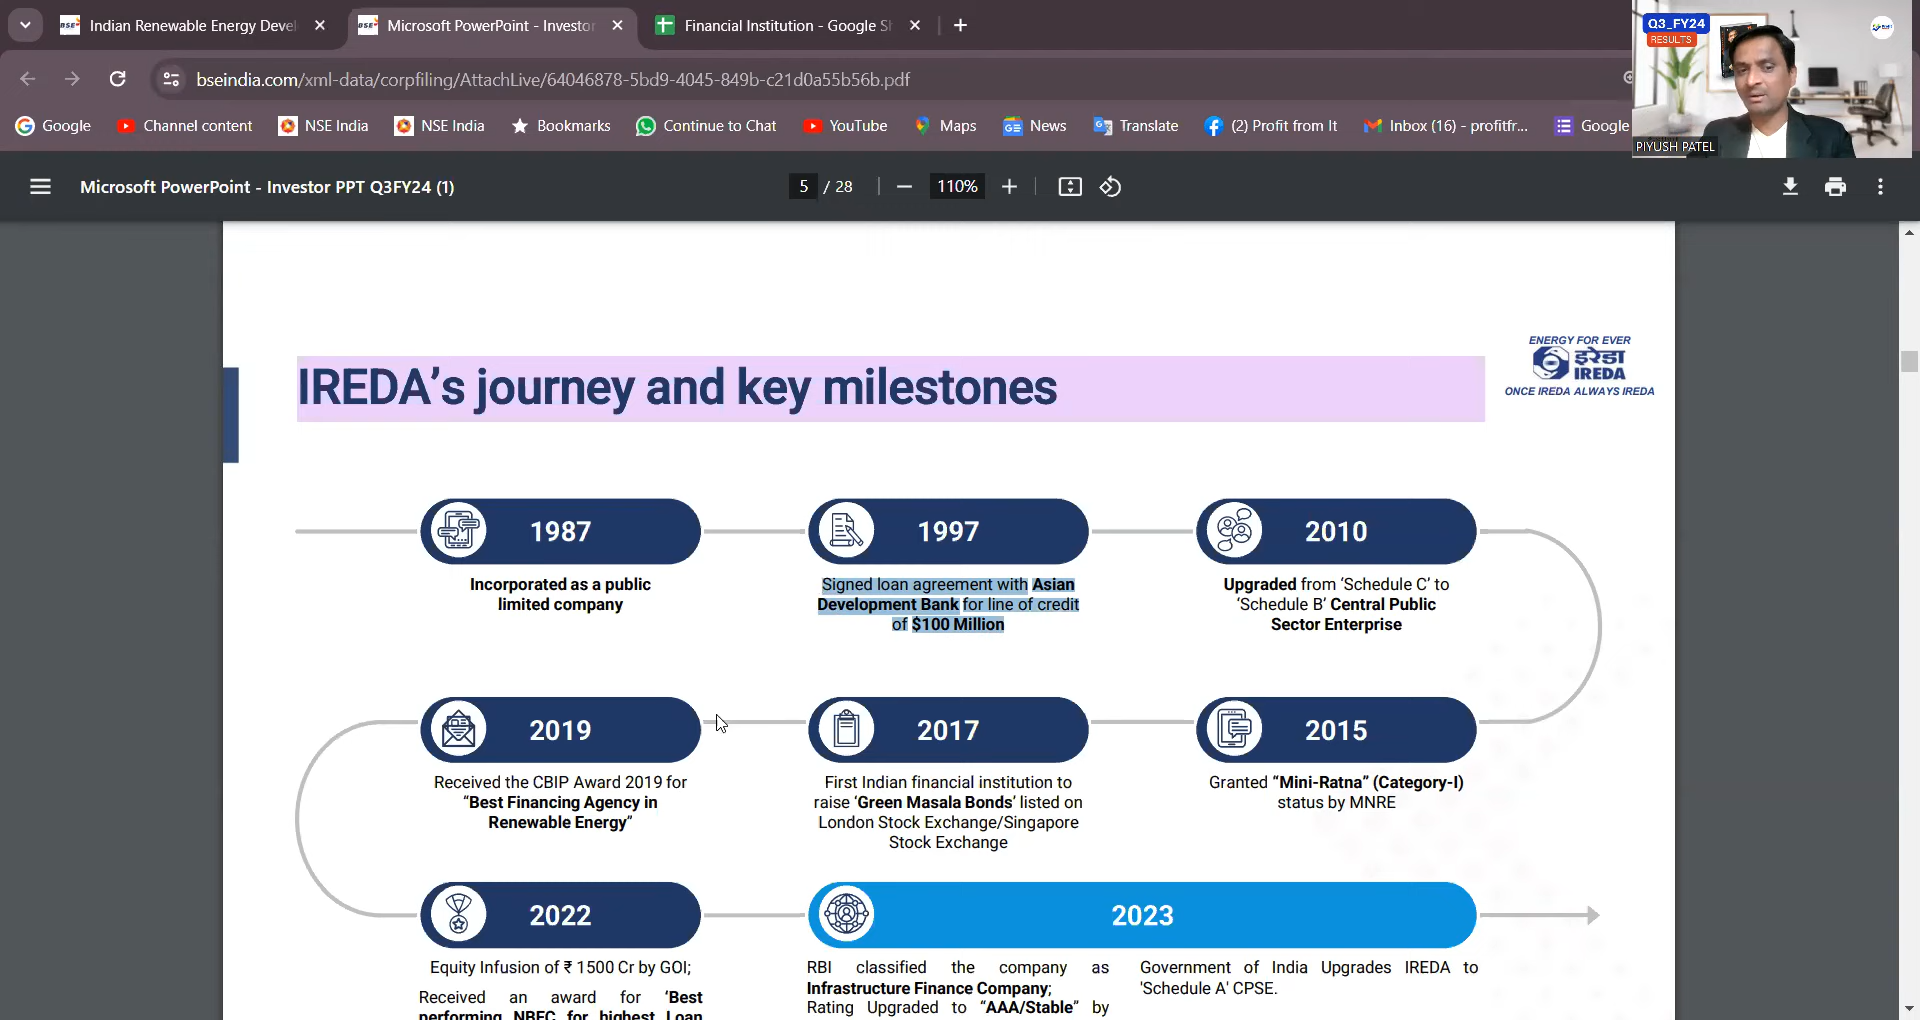 Indian Renewable Energy Devel
Microsoft PowerPoint - Investor
Financial Institution - Google Sh
bseindia.com/xml-data/corpfiling/AttachLive/64046878-5bd9-4045-849b-c21d0a55b56b.pdf
Google
Channel content
NSE India
NSE India
Bookmarks
Continue to Chat
YouTube
Maps
News
Translate
(2) Profit from It
Inbox (16) - profitfr...
Google
Q3_FY24
RESULTS
PIYUSH PATEL
Microsoft PowerPoint - Investor PPT Q3FY24 (1)
5 / 28
110%
IREDA’s journey and key milestones
ENERGY FOR EVER
इरेडा
IREDA
ONCE IREDA ALWAYS IREDA
1987
Incorporated as a public
limited company
1997
Signed loan agreement with Asian
Development Bank for line of credit
of $100 Million
2010
Upgraded from ‘Schedule C’ to
‘Schedule B’ Central Public
Sector Enterprise
2019
Received the CBIP Award 2019 for
“Best Financing Agency in
Renewable Energy”
2017
First Indian financial institution to
raise ‘Green Masala Bonds’ listed on
London Stock Exchange/Singapore
Stock Exchange
2015
Granted “Mini-Ratna” (Category-I)
status by MNRE
2022
Equity Infusion of ₹ 1500 Cr by GOI;
Received an award for ‘Best
performing NBFC for highest Loan
2023
RBI classified the company as
Infrastructure Finance Company;
Rating Upgraded to “AAA/Stable” by
Government of India Upgrades IREDA to
'Schedule A' CPSE.